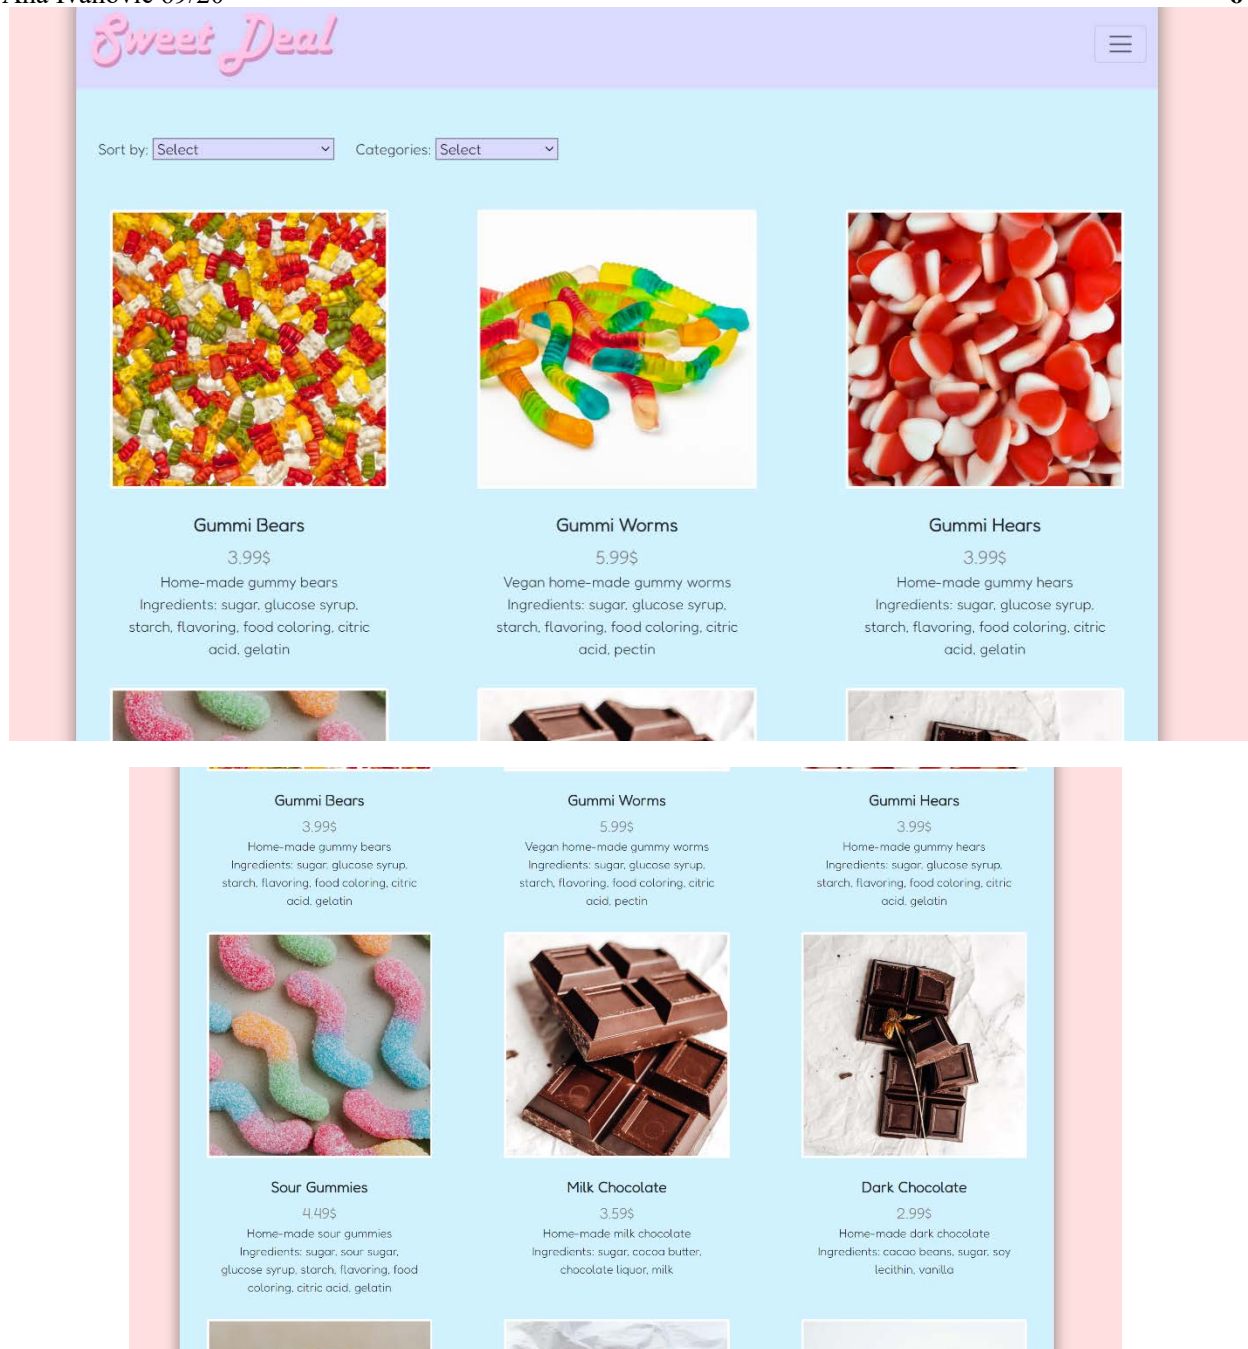 Sweet Deal
Sort by: Select Categories: Select
Gummi Bears
3.99$
Home-made gummy bears
Ingredients: sugar, glucose syrup,
starch, flavoring, food coloring, citric
acid, gelatin
Gummi Worms
5.99$
Vegan home-made gummy worms
Ingredients: sugar, glucose syrup,
starch, flavoring, food coloring, citric
acid, pectin
Gummi Hears
3.99$
Home-made gummy hears
Ingredients: sugar, glucose syrup,
starch, flavoring, food coloring, citric
acid, gelatin
Gummi Bears
3.99$
Home-made gummy bears
Ingredients: sugar, glucose syrup,
starch, flavoring, food coloring, citric
acid, gelatin
Gummi Worms
5.99$
Vegan home-made gummy worms
Ingredients: sugar, glucose syrup,
starch, flavoring, food coloring, citric
acid, pectin
Gummi Hears
3.99$
Home-made gummy hears
Ingredients: sugar, glucose syrup,
starch, flavoring, food coloring, citric
acid, gelatin
Sour Gummies
4.49$
Home-made sour gummies
Ingredients: sugar, sour sugar,
glucose syrup, starch, flavoring, food
coloring, citric acid, gelatin
Milk Chocolate
3.59$
Home-made milk chocolate
Ingredients: sugar, cocoa butter,
chocolate liquor, milk
Dark Chocolate
2.99$
Home-made dark chocolate
Ingredients: cacao beans, sugar, soy
lecithin, vanilla